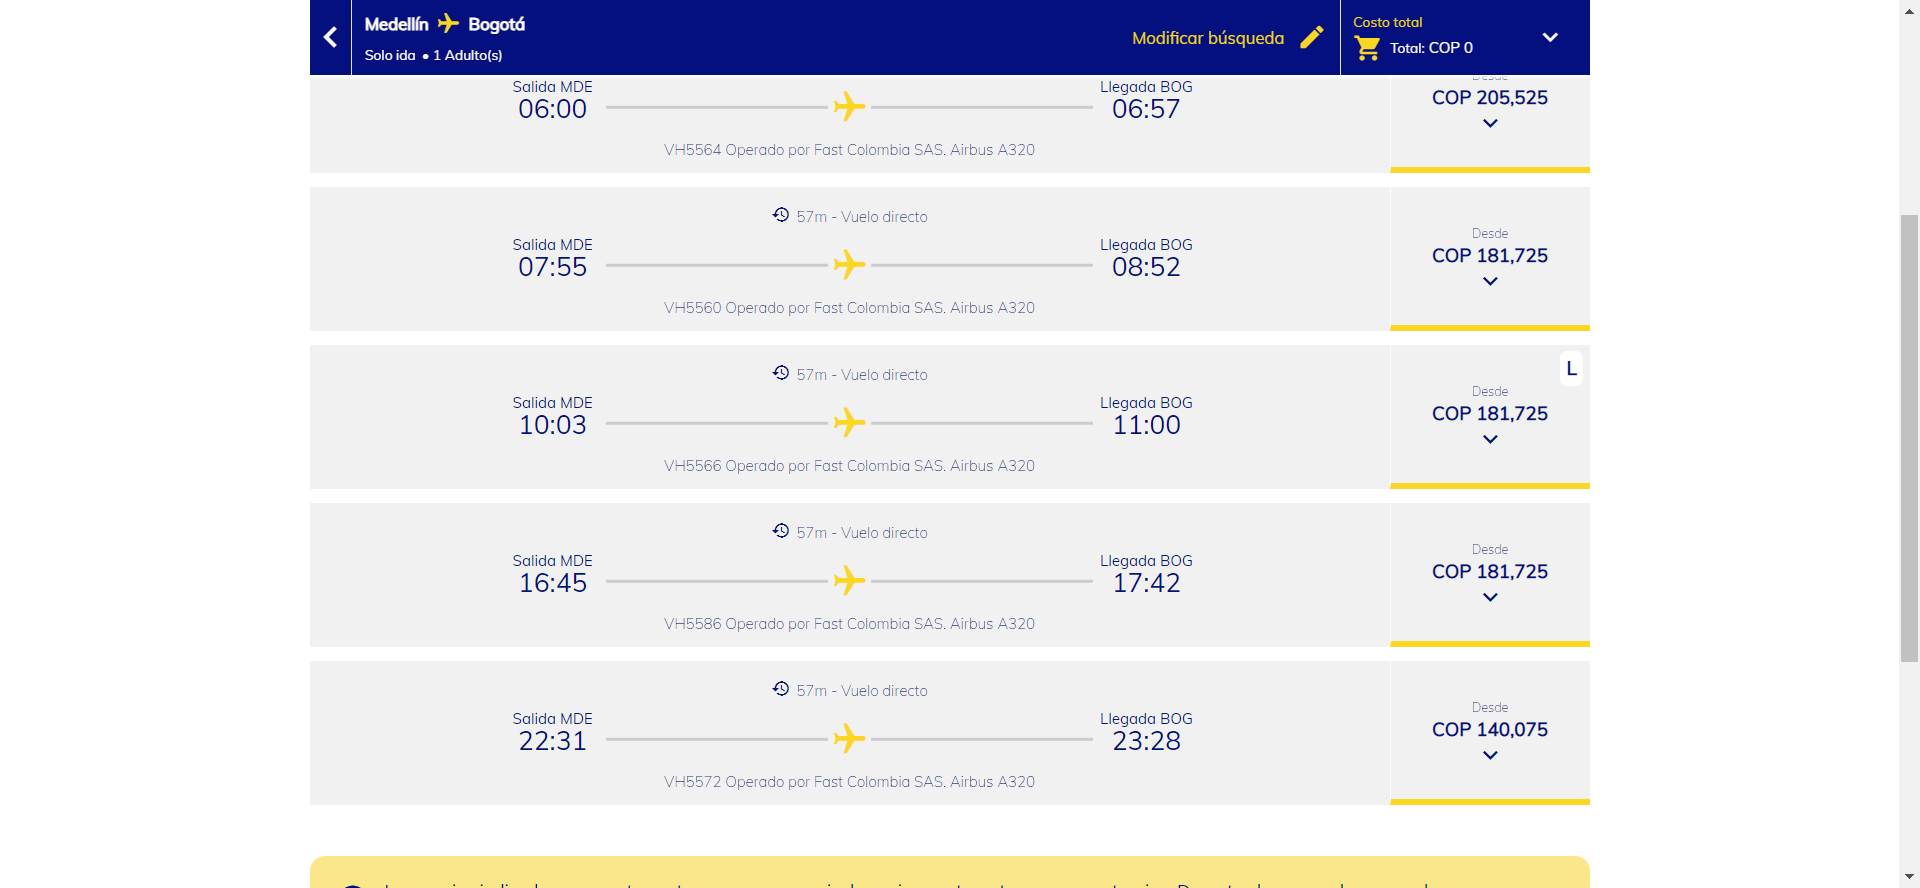 Medellín Bogotá
Solo ida • 1 Adulto(s)
Modificar búsqueda
Costo total
Total: COP 0
Salida MDE
06:00
Llegada BOG
06:57
VH5564 Operado por Fast Colombia SAS. Airbus A320
COP 205,525
57m - Vuelo directo
Salida MDE
07:55
Llegada BOG
08:52
VH5560 Operado por Fast Colombia SAS. Airbus A320
Desde
COP 181,725
57m - Vuelo directo
Salida MDE
10:03
Llegada BOG
11:00
VH5566 Operado por Fast Colombia SAS. Airbus A320
L
Desde
COP 181,725
57m - Vuelo directo
Salida MDE
16:45
Llegada BOG
17:42
VH5586 Operado por Fast Colombia SAS. Airbus A320
Desde
COP 181,725
57m - Vuelo directo
Salida MDE
22:31
Llegada BOG
23:28
VH5572 Operado por Fast Colombia SAS. Airbus A320
Desde
COP 140,075